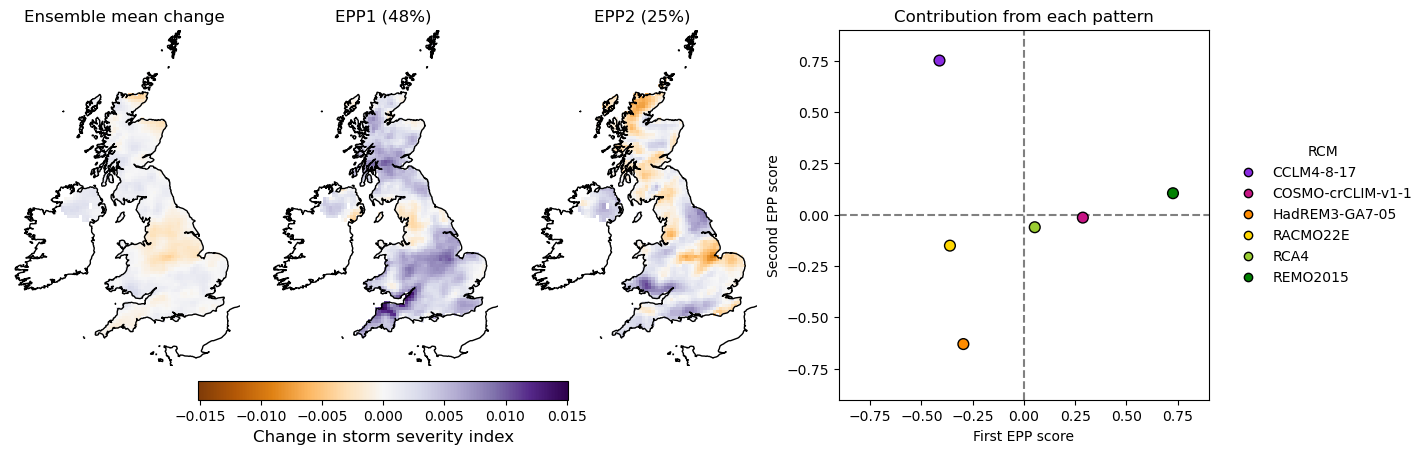 Ensemble mean change
EPP1 (48%)
EPP2 (25%)
Contribution from each pattern
0.75
0.50
0.25
0.00
−0.25
−0.50
−0.75
Second EPP score
−0.75
−0.50
−0.25
0.00
0.25
0.50
0.75
First EPP score
RCM
CCLM4-8-17
COSMO-crCLIM-v1-1
HadREM3-GA7-05
RACMO22E
RCA4
REMO2015
−0.015
−0.010
−0.005
0.000
0.005
0.010
0.015
Change in storm severity index